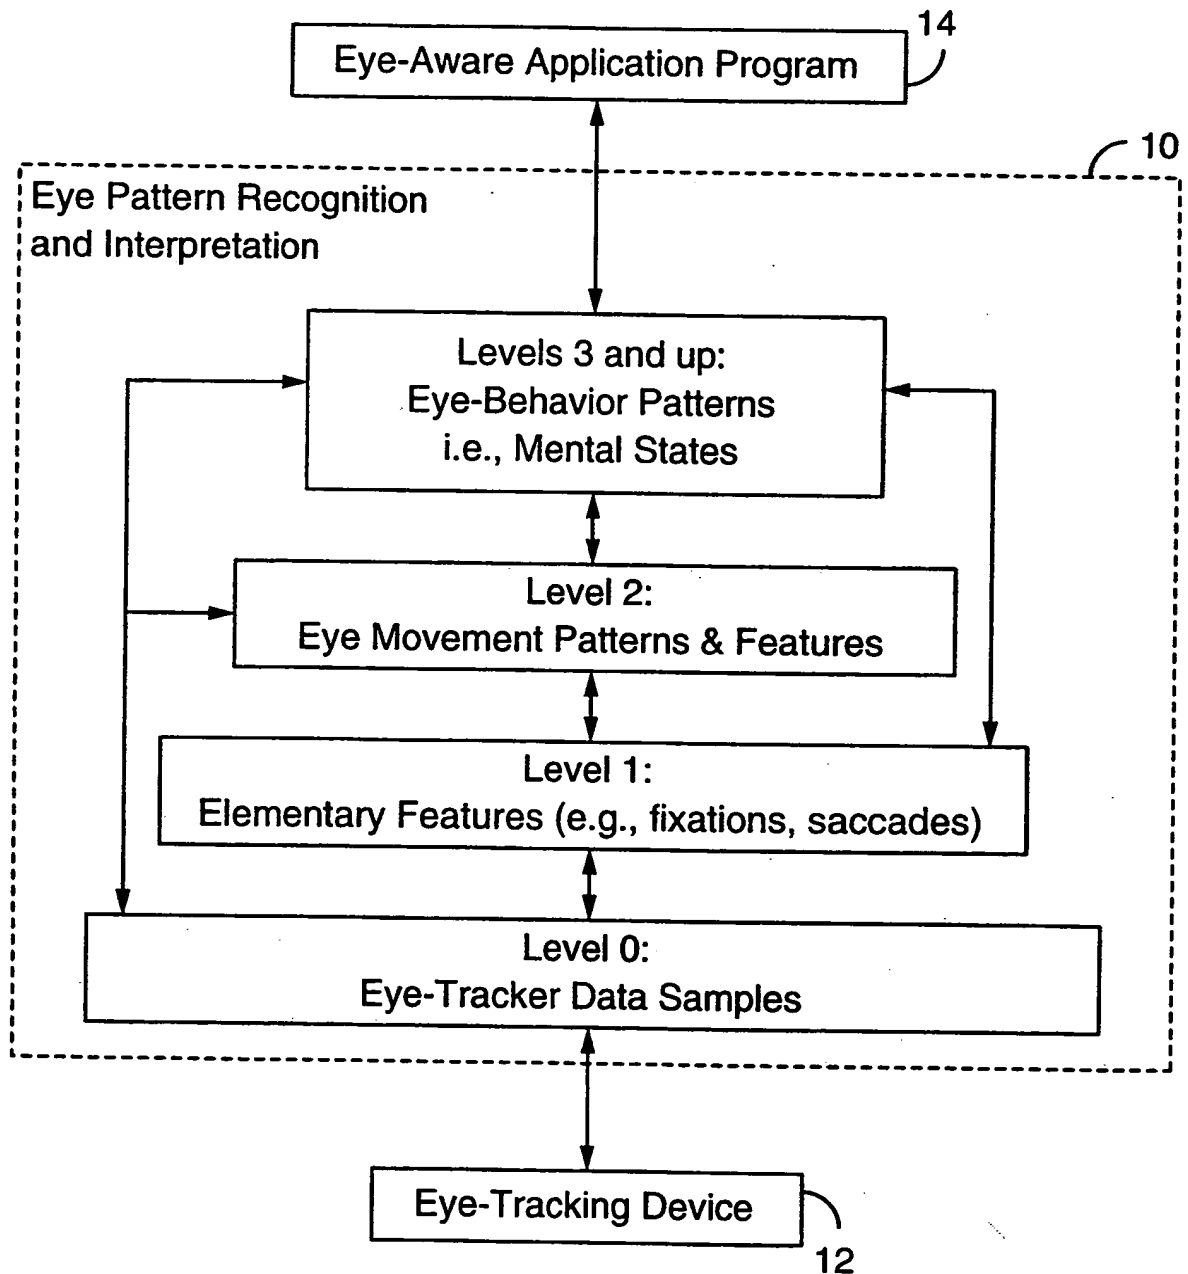 14
Eye-Aware Application Program
10
Eye Pattern Recognition
and Interpretation
Levels 3 and up:
Eye-Behavior Patterns
i.e., Mental States
Level 2:
Eye Movement Patterns & Features
Level 1:
Elementary Features (e.g., fixations, saccades)
Level 0:
Eye-Tracker Data Samples
Eye-Tracking Device
12